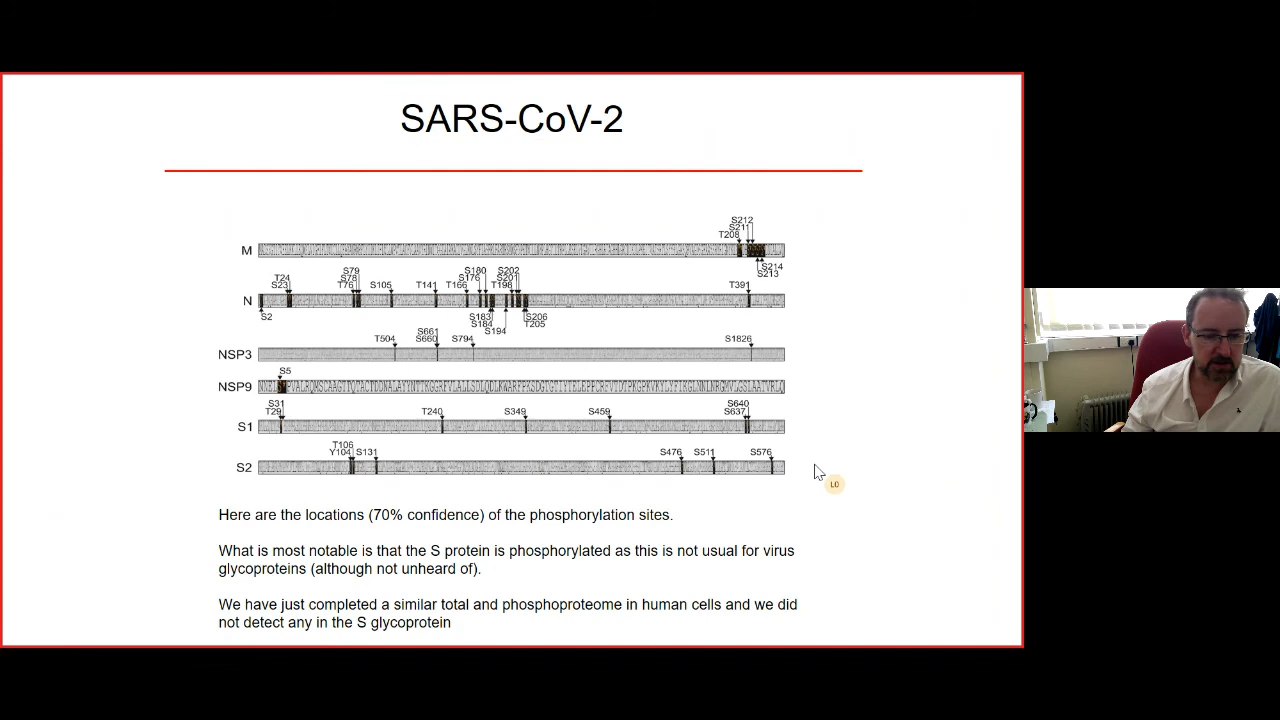 SARS-CoV-2
S212
S211
T208
M
S214
S213
S79 S180 S202
T24 S78 S176 S201
S23 T76 S105 T141 T166 T198 T391
N
S2 S183 S206
S184 T205
S194
S661
T504 S660 S794 S1826
NSP3
S5
NSP9
S31 S640
T29 T240 S349 S459 S637
S1
T106
Y104 S131 S476 S511 S576
S2
LO
Here are the locations (70% confidence) of the phosphorylation sites.
What is most notable is that the S protein is phosphorylated as this is not usual for virus
glycoproteins (although not unheard of).
We have just completed a similar total and phosphoproteome in human cells and we did
not detect any in the S glycoprotein